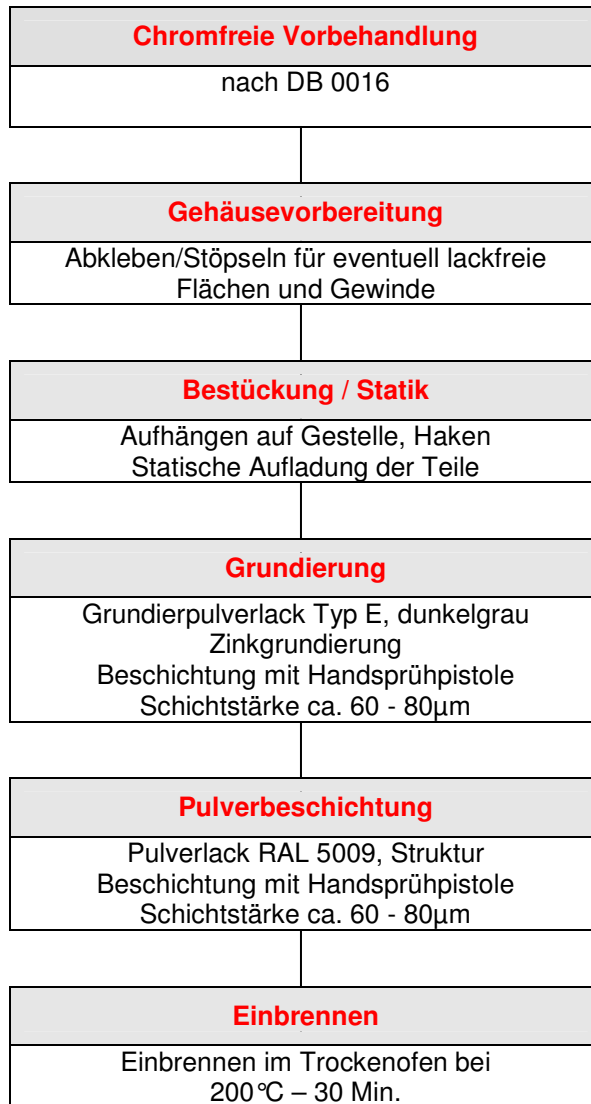 Chromfreie Vorbehandlung
nach DB 0016
Gehäusevorbereitung
Abkleben/Stöpseln für eventuell lackfreie
Flächen und Gewinde
Bestückung / Statik
Aufhängen auf Gestelle, Haken
Statische Aufladung der Teile
Grundierung
Grundierpulverlack Typ E, dunkelgrau
Zinkgrundierung
Beschichtung mit Handsprühpistole
Schichtstärke ca. 60 - 80µm
Pulverbeschichtung
Pulverlack RAL 5009, Struktur
Beschichtung mit Handsprühpistole
Schichtstärke ca. 60 - 80µm
Einbrennen
Einbrennen im Trockenofen bei
200°C – 30 Min.